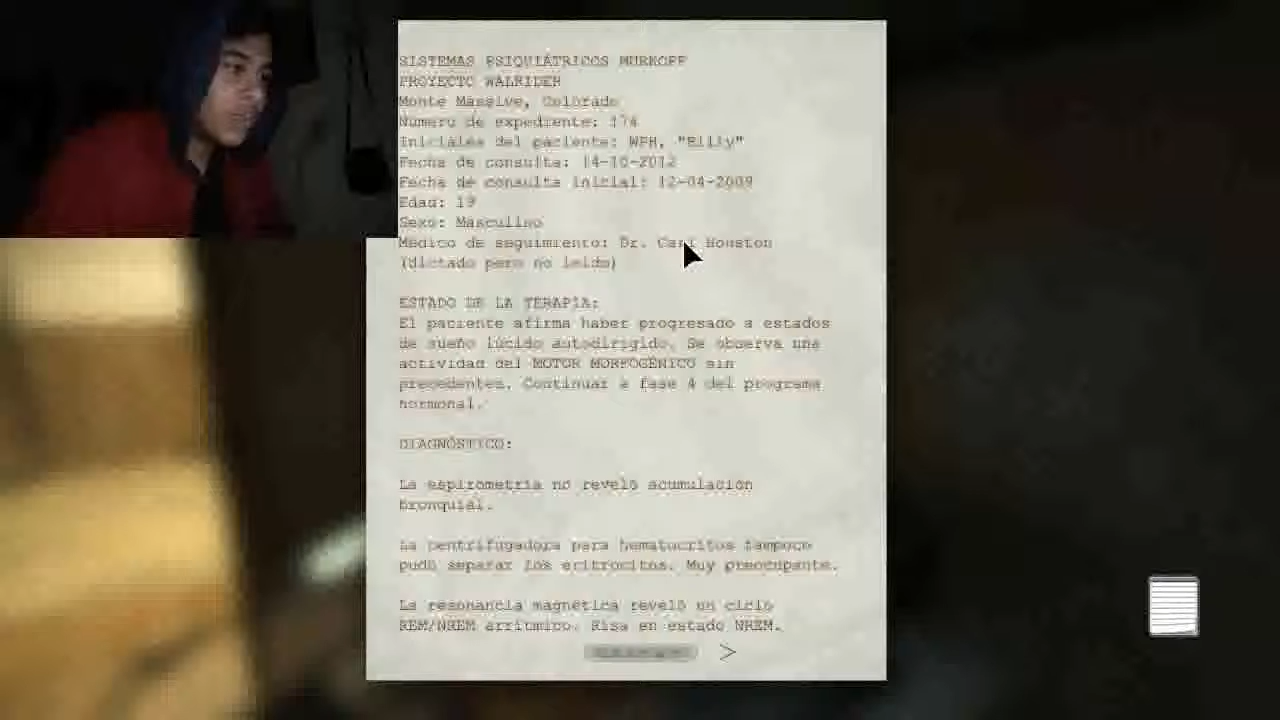 SISTEMAS PSIQUIÁTRICOS MURKOFF
PROYECTO WALRIDER
Monte Massive, Colorado
Número de expediente: 174
Iniciales del paciente: WPH, "Billy"
Fecha de consulta: 14-10-2012
Fecha de consulta inicial: 12-04-2009
Edad: 19
Sexo: Masculino
Médico de seguimiento: Dr. Carl Houston
(dictado pero no leído)
ESTADO DE LA TERAPIA:
El paciente afirma haber progresado a estados
de sueño lúcido autodirigido. Se observa una
actividad del MOTOR MORFOGÉNICO sin
precedentes. Continuar a fase 4 del programa
hormonal.
DIAGNÓSTICO:
La espirometría no reveló acumulación
bronquial.
La centrifugadora para hematocritos tampoco
pudo separar los eritrocitos. Muy preocupante.
La resonancia magnética reveló un ciclo
REM/NREM arrítmico. Risa en estado NREM.
>